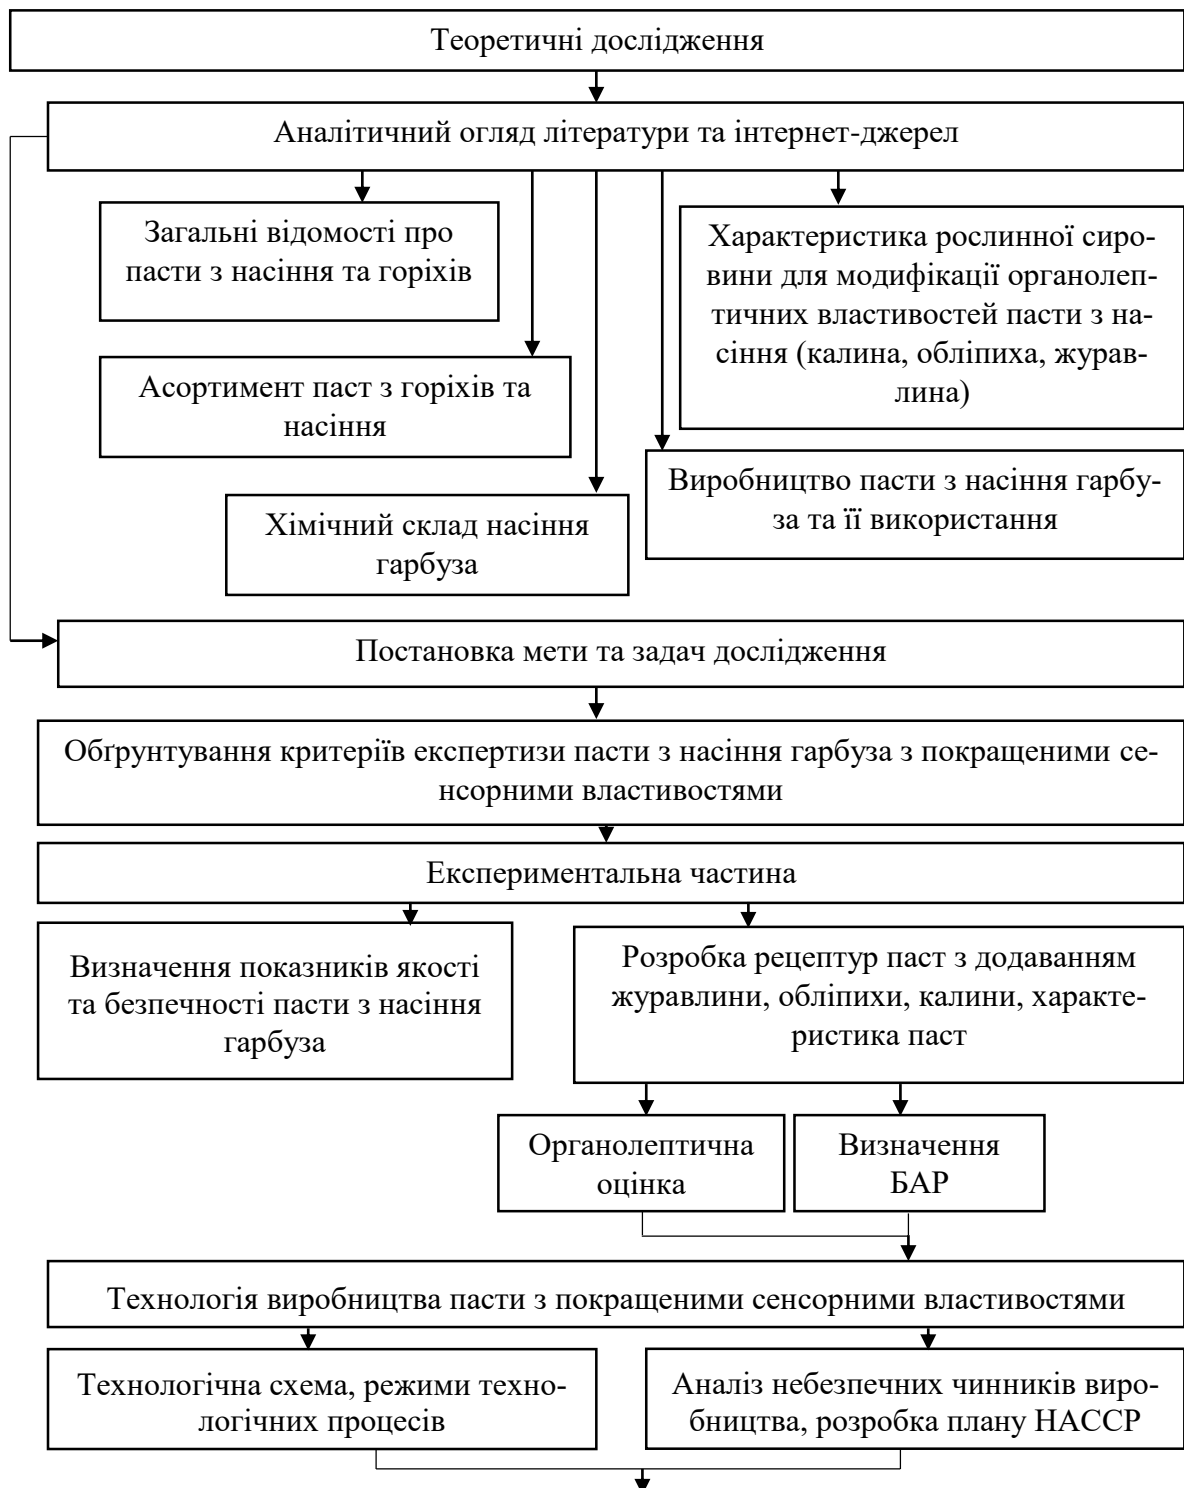 Теоретичні дослідження
Аналітичний огляд літератури та інтернет-джерел
Загальні відомості про
пасти з насіння та горіхів
Характеристика рослинної сиро-
вини для модифікації органолеп-
тичних властивостей пасти з на-
сіння (калина, обліпиха, журав-
лина)
Асортимент паст з горіхів та
насіння
Виробництво пасти з насіння гарбу-
за та її використання
Хімічний склад насіння
гарбуза
Постановка мети та задач дослідження
Обґрунтування критеріїв експертизи пасти з насіння гарбуза з покращеними се-
нсорними властивостями
Експериментальна частина
Визначення показників якості
та безпечності пасти з насіння
гарбуза
Розробка рецептур паст з додаванням
журавлини, обліпихи, калини, характе-
ристика паст
Органолептична
оцінка
Визначення
БАР
Технологія виробництва пасти з покращеними сенсорними властивостями
Технологічна схема, режими техно-
логічних процесів
Аналіз небезпечних чинників виро-
бництва, розробка плану НАССР